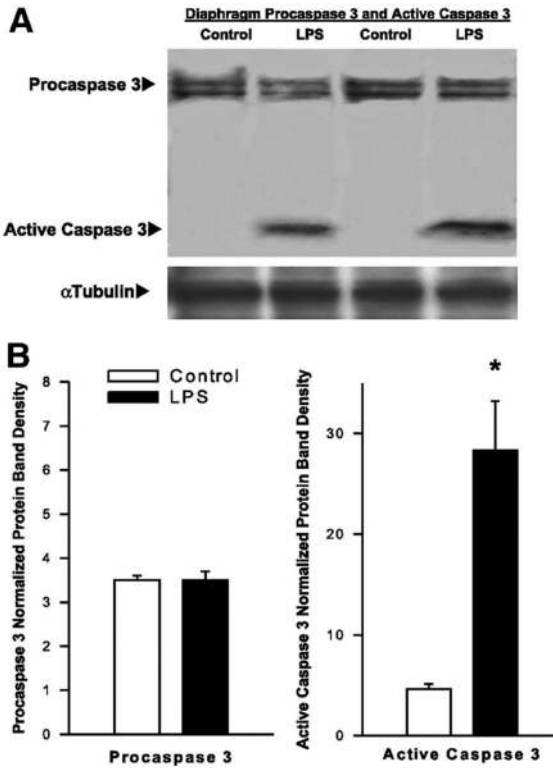 A
Diaphragm Procaspase 3 and Active Caspase 3
Control LPS Control LPS
Procaspase 3
Active Caspase 3
αTubulin
B
Control
LPS
Procaspase 3 Normalized Protein Band Density
8
7
6
5
4
3
2
1
0
Procaspase 3
*
Active Caspase 3 Normalized Protein Band Density
30
20
10
0
Active Caspase 3